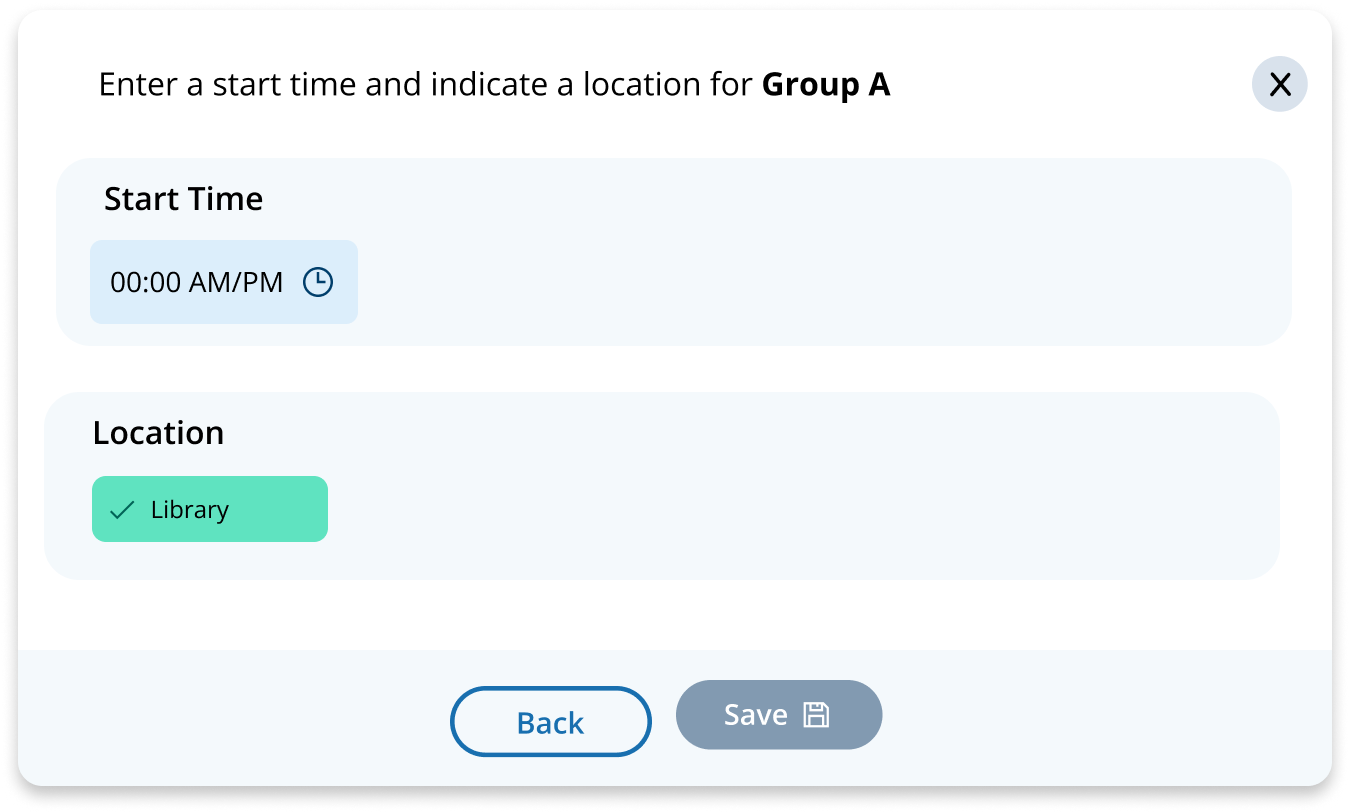 Enter a start time and indicate a location for Group A
X
Start Time
00:00 AM/PM
Location
Library
Back
Save